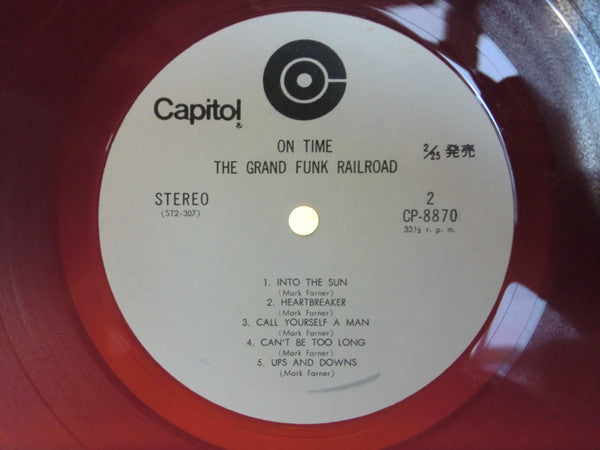 Capitol
&
ON TIME
THE GRAND FUNK RAILROAD
2/25 発売
STEREO
(ST2-307)
2
CP-8870
33⅓ r. p. m.
1. INTO THE SUN
(Mark Farner)
2. HEARTBREAKER
(Mark Farner)
3. CALL YOURSELF A MAN
(Mark Farner)
4. CAN'T BE TOO LONG
(Mark Farner)
5. UPS AND DOWNS
(Mark Farner)